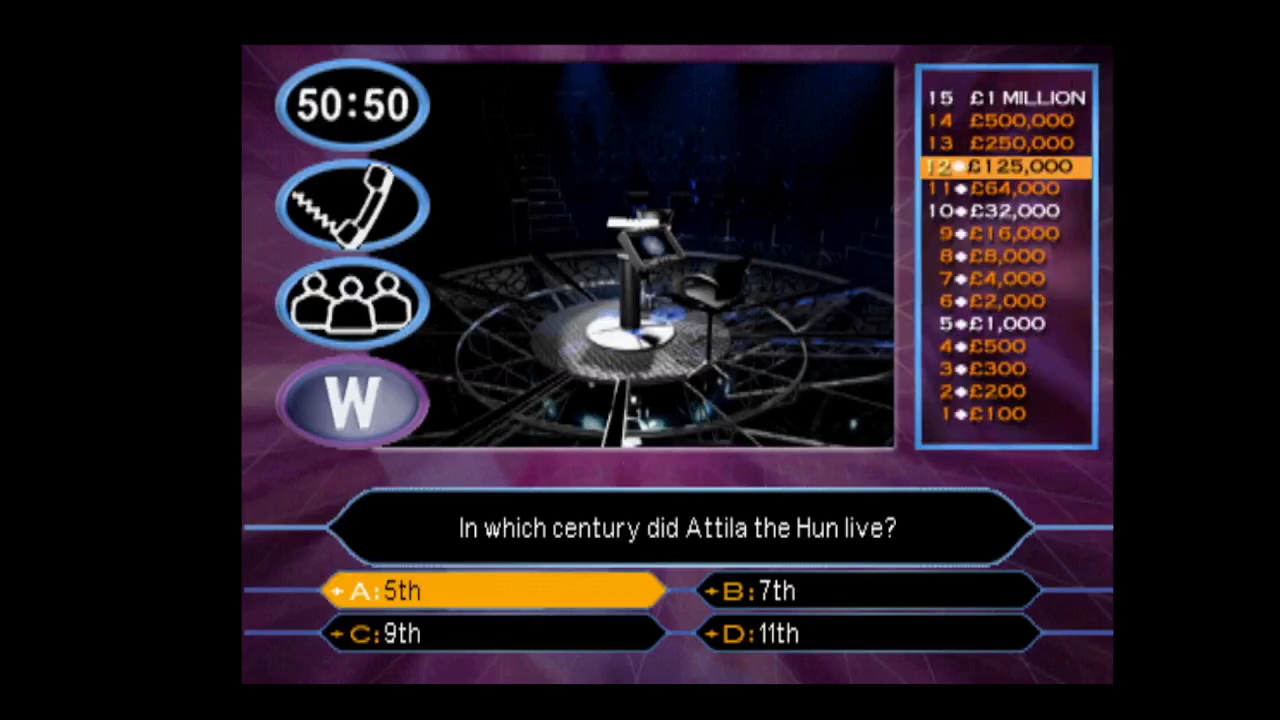 50:50
W
15 £1 MILLION
14 £500,000
13 £250,000
12◆£125,000
11◆£64,000
10◆£32,000
9◆£16,000
8◆£8,000
7◆£4,000
6◆£2,000
5◆£1,000
4◆£500
3◆£300
2◆£200
1◆£100
In which century did Attila the Hun live?
A: 5th
B: 7th
C: 9th
D: 11th